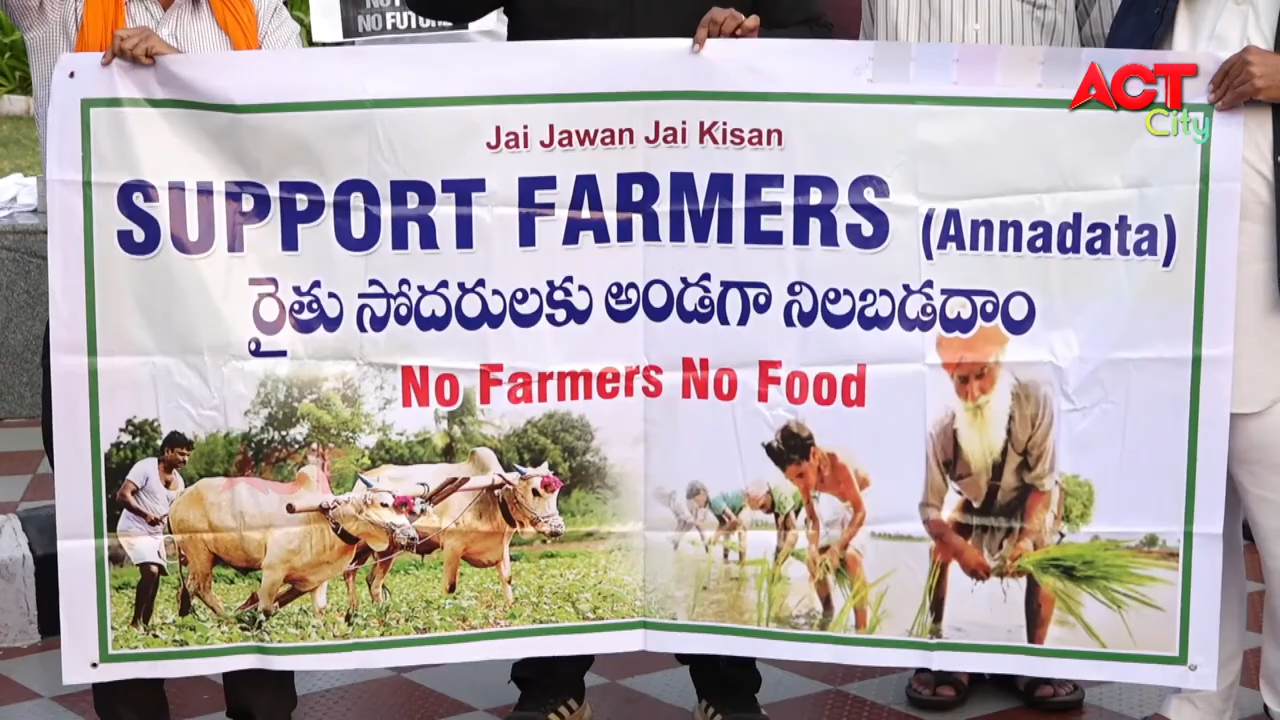 NO FUTURE
ACT
City
Jai Jawan Jai Kisan
SUPPORT FARMERS (Annadata)
రైతు సోదరులకు అండగా నిలబడదాం
No Farmers No Food